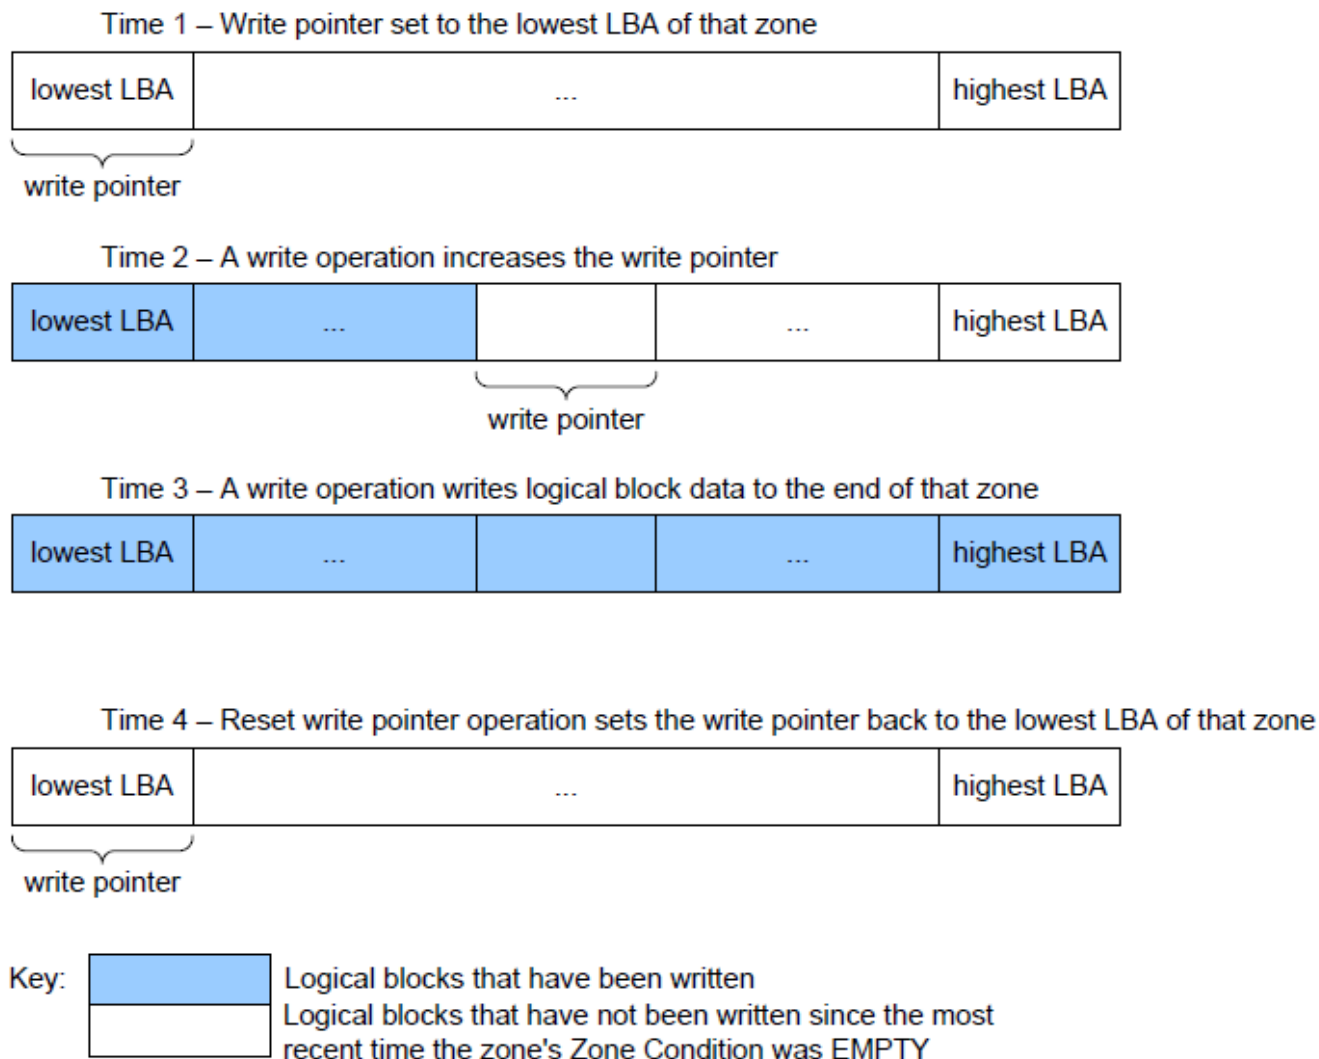 Time 1 – Write pointer set to the lowest LBA of that zone
lowest LBA ... highest LBA
write pointer
Time 2 – A write operation increases the write pointer
lowest LBA ... ... highest LBA
write pointer
Time 3 – A write operation writes logical block data to the end of that zone
lowest LBA ... ... highest LBA
Time 4 – Reset write pointer operation sets the write pointer back to the lowest LBA of that zone
lowest LBA ... highest LBA
write pointer
Key: Logical blocks that have been written
Logical blocks that have not been written since the most
recent time the zone's Zone Condition was EMPTY